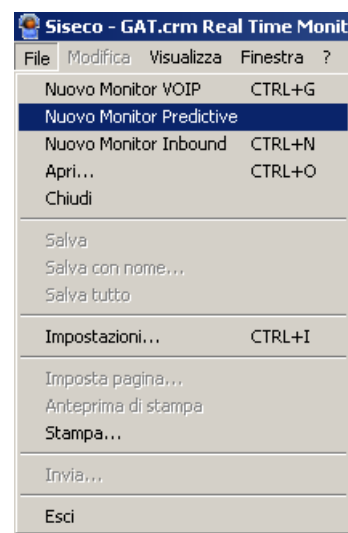 Siseco - GAT.crm Real Time Monit
File Modifica Visualizza Finestra ?
Nuovo Monitor VOIP CTRL+G
Nuovo Monitor Predictive
Nuovo Monitor Inbound CTRL+N
Apri... CTRL+O
Chiudi
Salva
Salva con nome...
Salva tutto
Impostazioni... CTRL+I
Imposta pagina...
Anteprima di stampa
Stampa...
Invia...
Esci